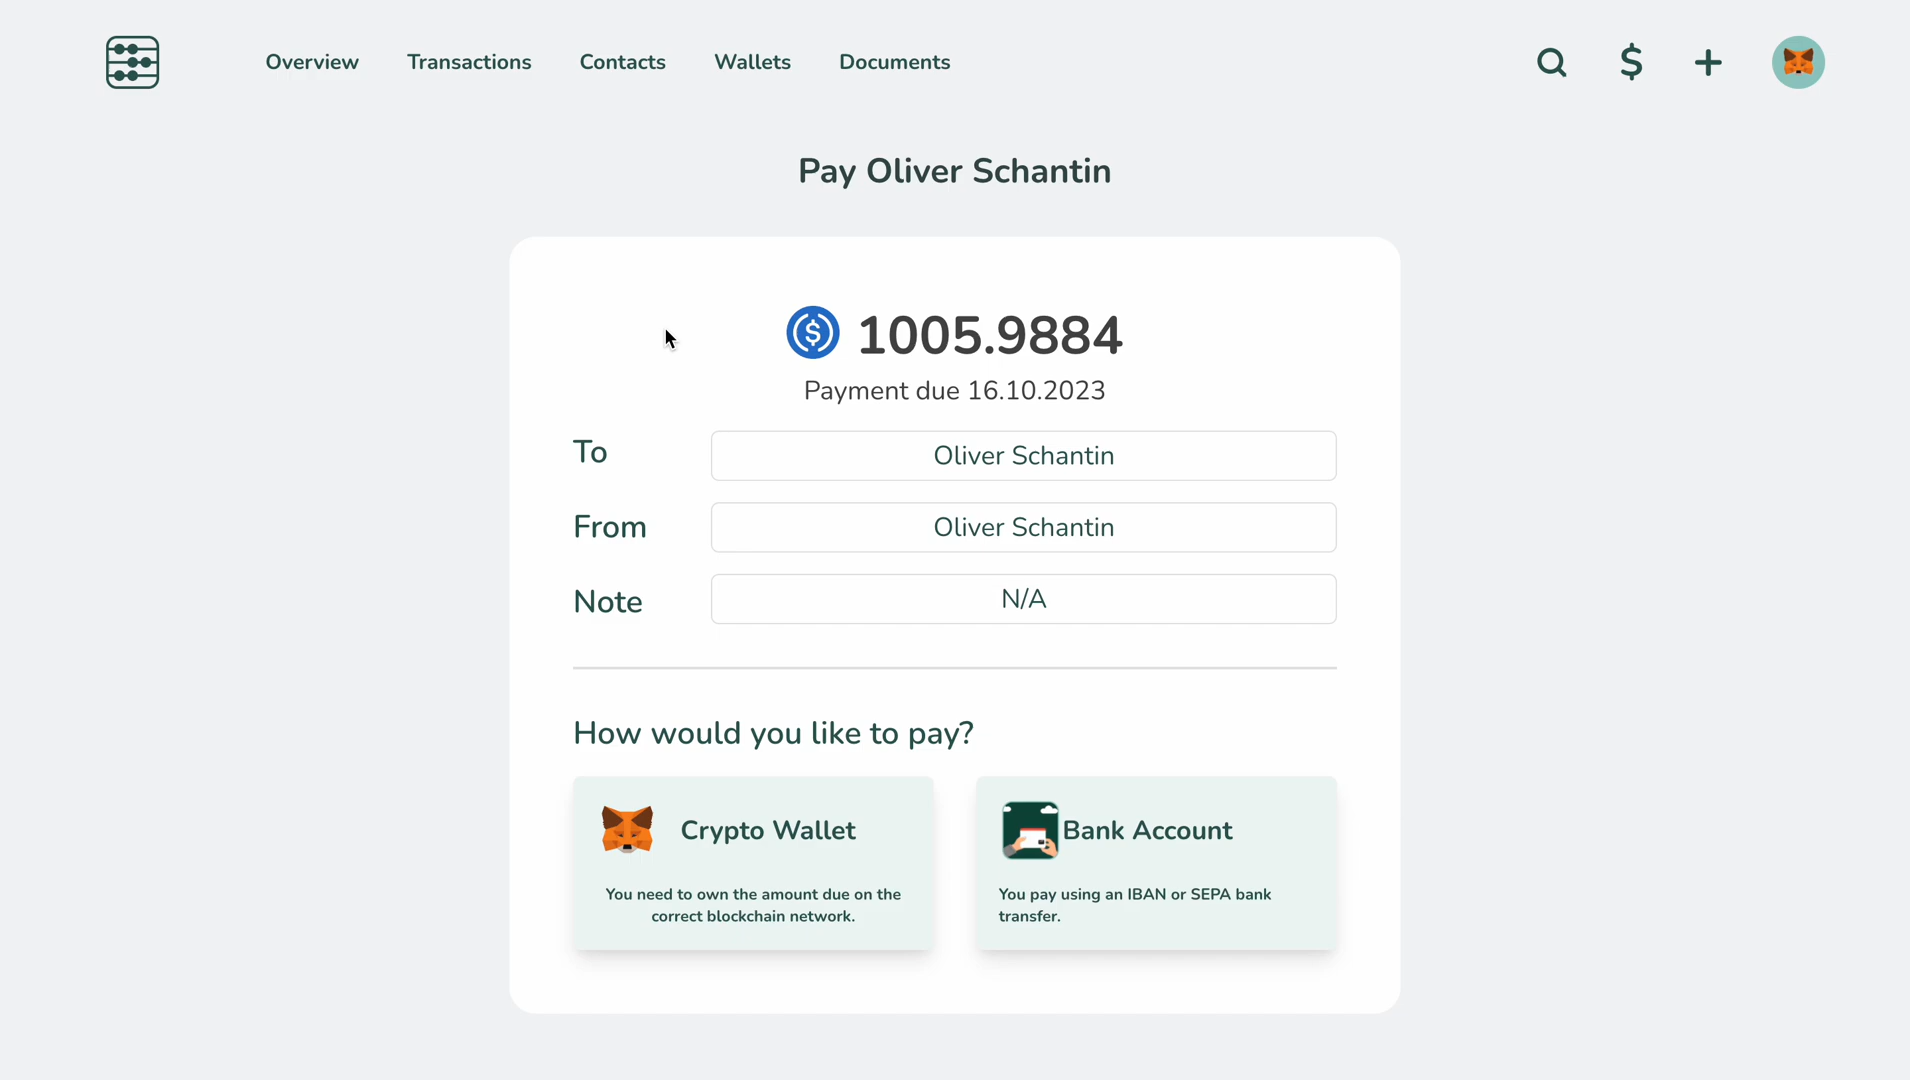 Overview Transactions Contacts Wallets Documents
Pay Oliver Schantin
1005.9884
Payment due 16.10.2023
To Oliver Schantin
From Oliver Schantin
Note N/A
How would you like to pay?
Crypto Wallet
You need to own the amount due on the
correct blockchain network.
Bank Account
You pay using an IBAN or SEPA bank
transfer.